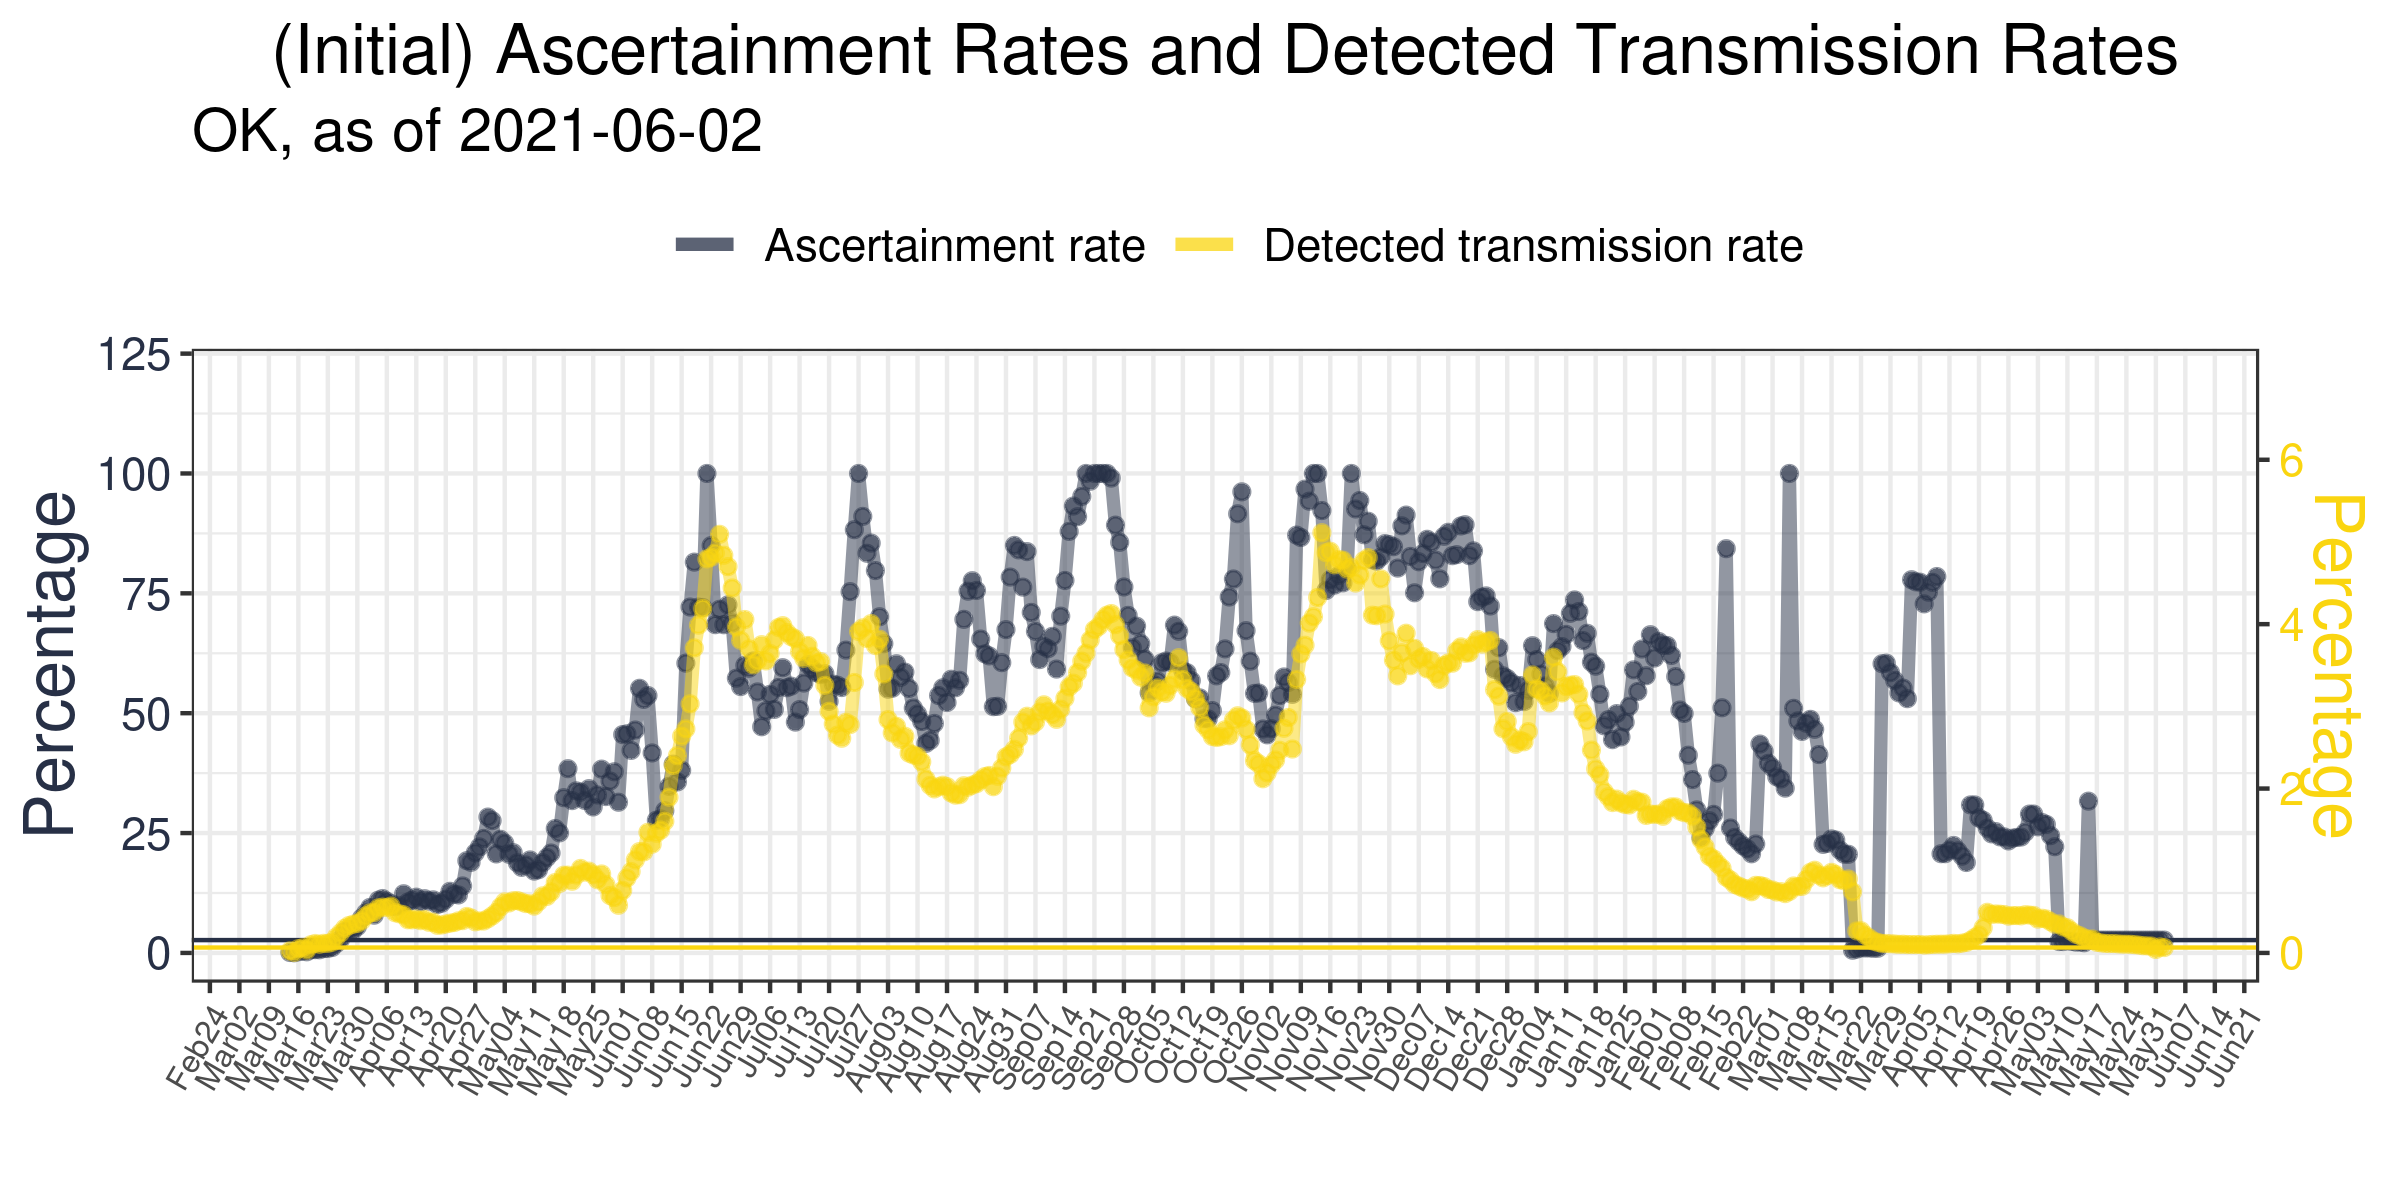 (Initial) Ascertainment Rates and Detected Transmission Rates
OK, as of 2021-06-02
Ascertainment rate
Detected transmission rate
Percentage
125
100
75
50
25
0
6
4
2
0
Percentage
Feb24
Mar02
Mar09
Mar16
Mar23
Mar30
Apr06
Apr13
Apr20
Apr27
May04
May11
May18
May25
Jun01
Jun08
Jun15
Jun22
Jun29
Jul06
Jul13
Jul20
Jul27
Aug03
Aug10
Aug17
Aug24
Aug31
Sep07
Sep14
Sep21
Sep28
Oct05
Oct12
Oct19
Oct26
Nov02
Nov09
Nov16
Nov23
Nov30
Dec07
Dec14
Dec21
Dec28
Jan04
Jan11
Jan18
Jan25
Feb01
Feb08
Feb15
Feb22
Mar01
Mar08
Mar15
Mar22
Mar29
Apr05
Apr12
Apr19
Apr26
May03
May10
May17
May24
May31
Jun07
Jun14
Jun21